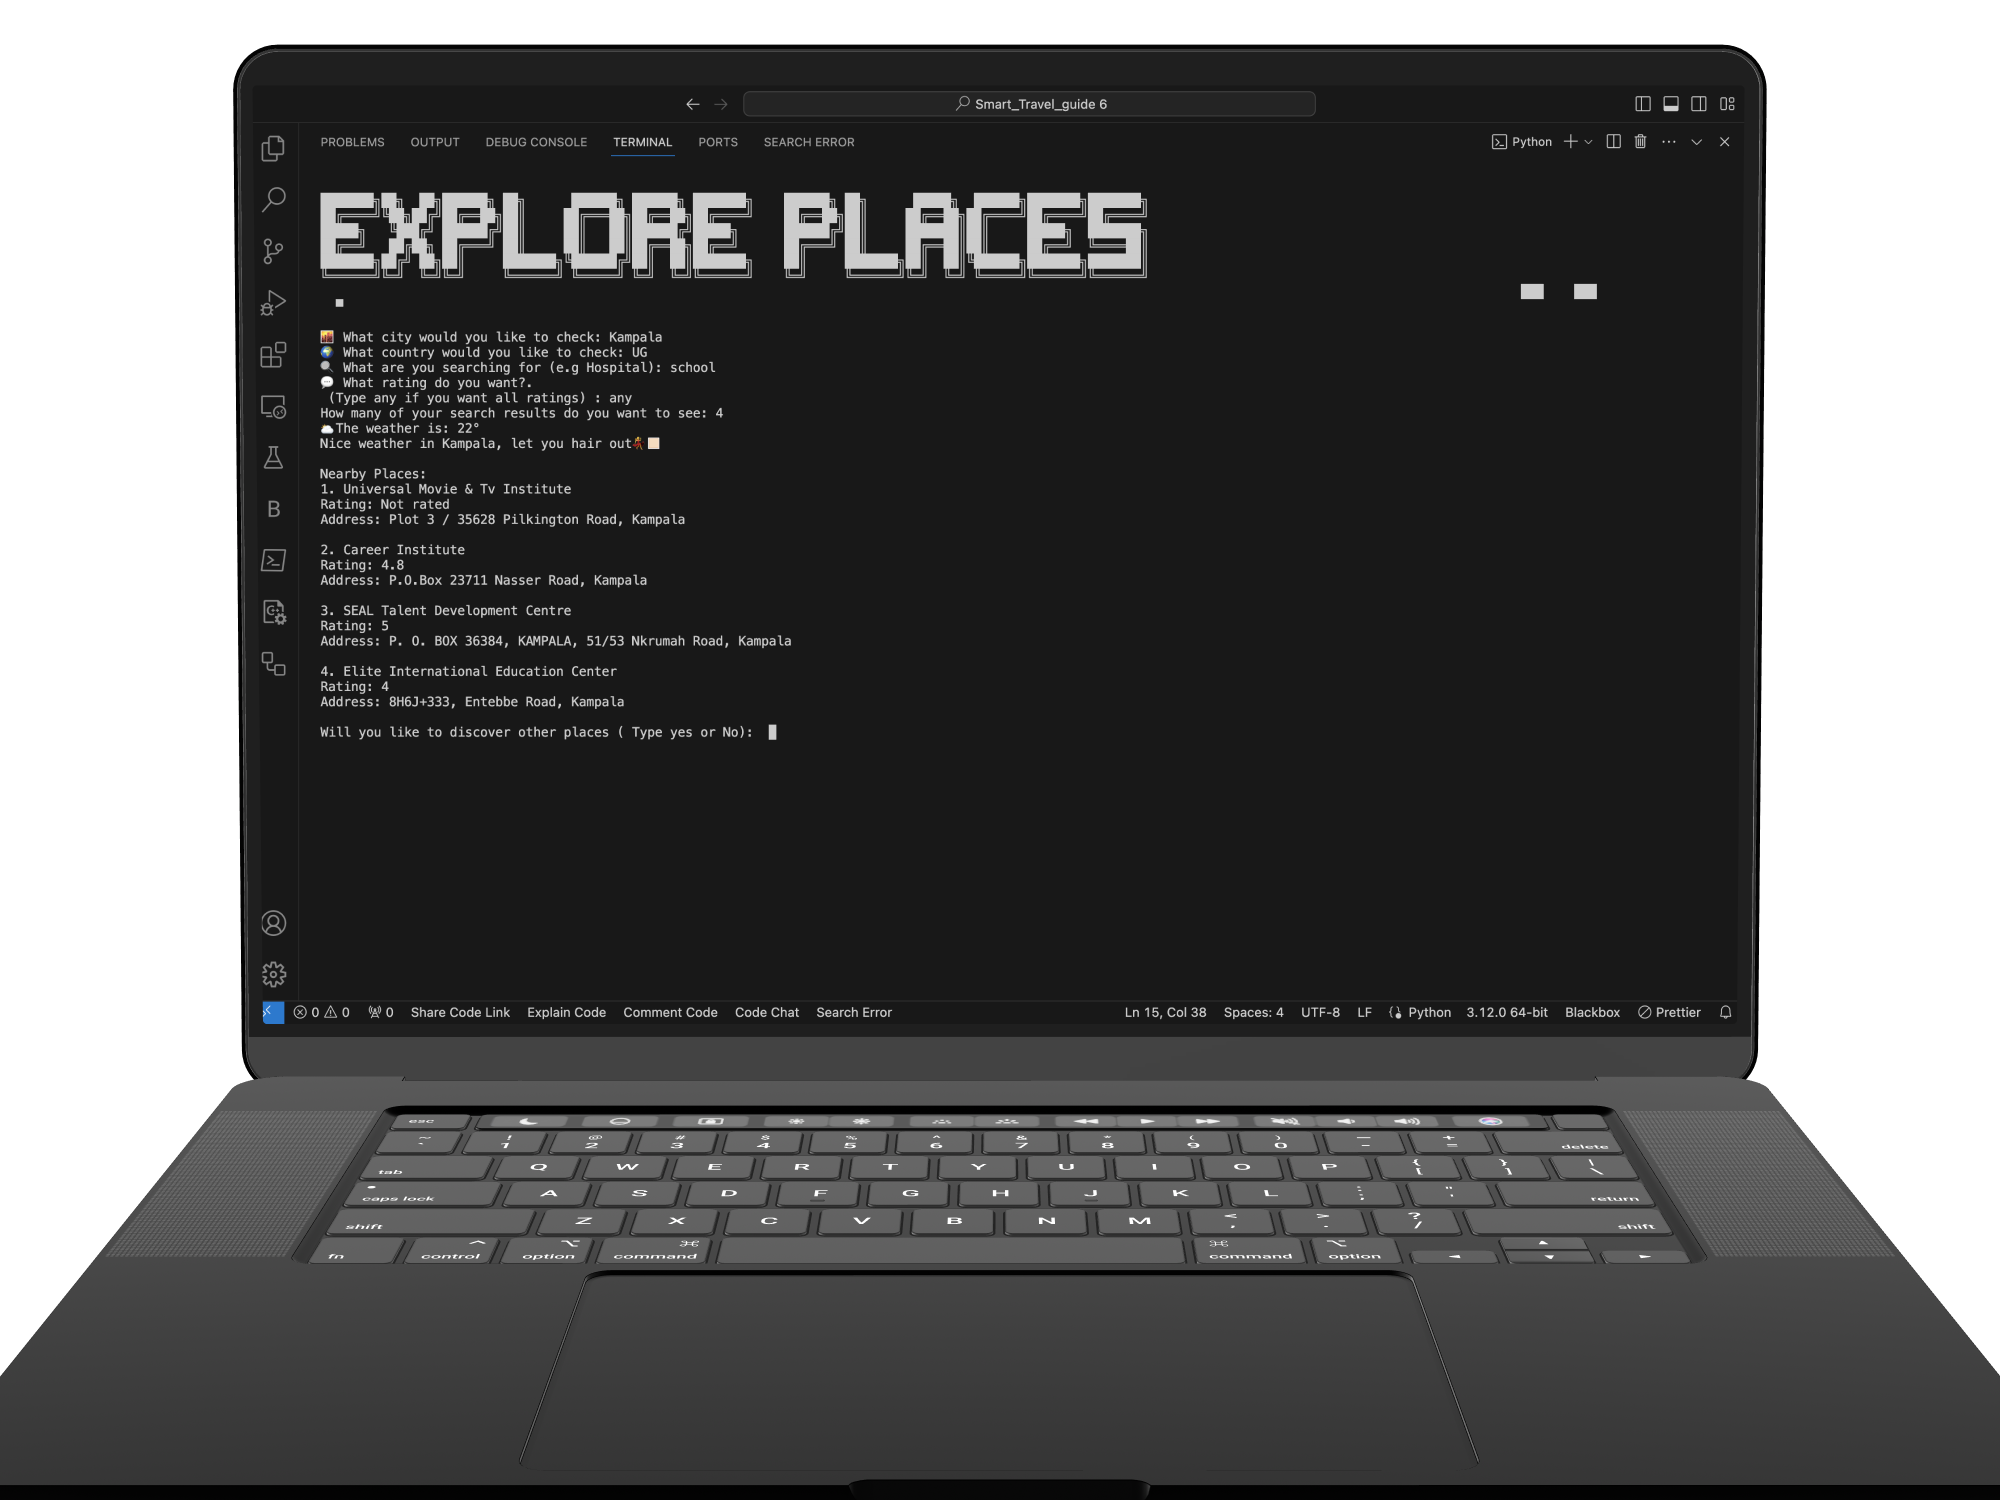 Smart_Travel_guide 6
PROBLEMS OUTPUT DEBUG CONSOLE TERMINAL PORTS SEARCH ERROR Python
EXPLORE PLACES
What city would you like to check: Kampala
What country would you like to check: UG
What are you searching for (e.g Hospital): school
What rating do you want?.
(Type any if you want all ratings) : any
How many of your search results do you want to see: 4
The weather is: 22°
Nice weather in Kampala, let you hair out
Nearby Places:
1. Universal Movie & Tv Institute
Rating: Not rated
Address: Plot 3 / 35628 Pilkington Road, Kampala
2. Career Institute
Rating: 4.8
Address: P.O.Box 23711 Nasser Road, Kampala
3. SEAL Talent Development Centre
Rating: 5
Address: P. O. BOX 36384, KAMPALA, 51/53 Nkrumah Road, Kampala
4. Elite International Education Center
Rating: 4
Address: 8H6J+333, Entebbe Road, Kampala
Will you like to discover other places ( Type yes or No):
B
0 0 0 Share Code Link Explain Code Comment Code Code Chat Search Error Ln 15, Col 38 Spaces: 4 UTF-8 LF Python 3.12.0 64-bit Blackbox Prettier
esc
~ ` ! 1 @ 2 # 3 $ 4 % 5 ^ 6 & 7 * 8 ( 9 ) 0 — - + = delete
tab Q W E R T Y U I O P { [ } ] | \
caps lock A S D F G H J K L : ; " ' return
shift Z X C V B N M < , > . ? / shift
fn control option command command option